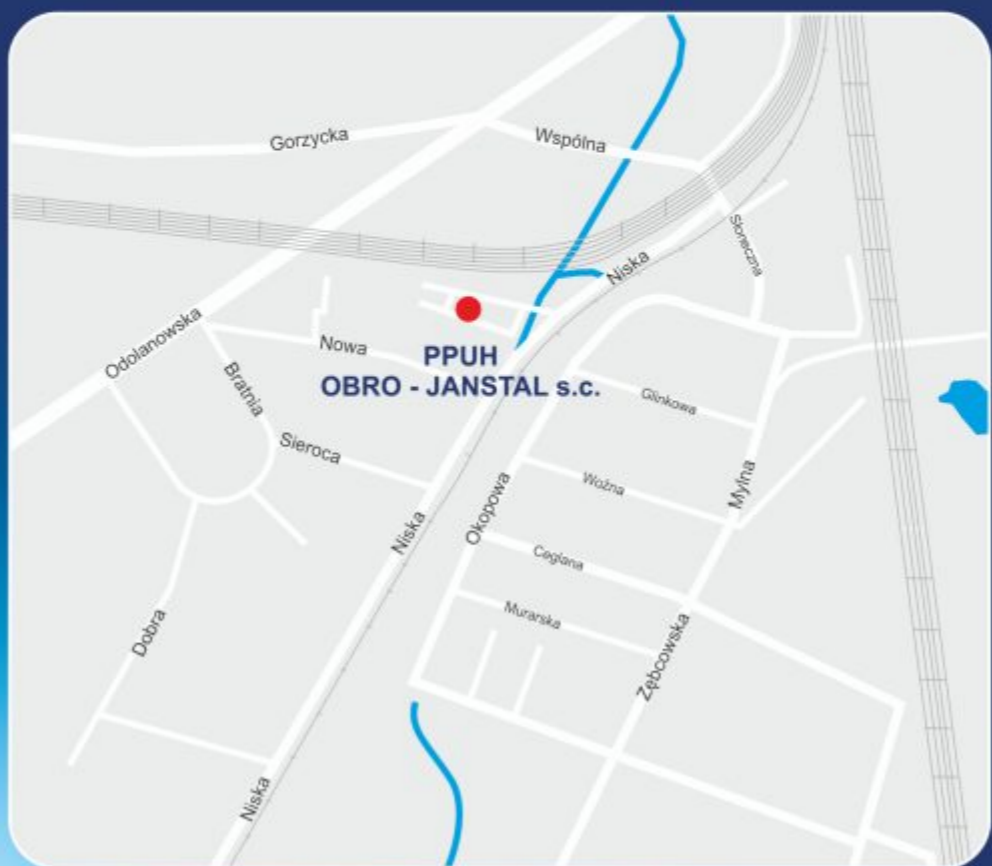 Gorzycka
Wspólna
Słoneczna
Niska
Odolanowska
Nowa
PPUH
OBRO - JANSTAL s.c.
Bratnia
Glinkowa
Sieroca
Woźna
Mylna
Okopowa
Niska
Ceglana
Murarska
Dobra
Zębcowska
Niska